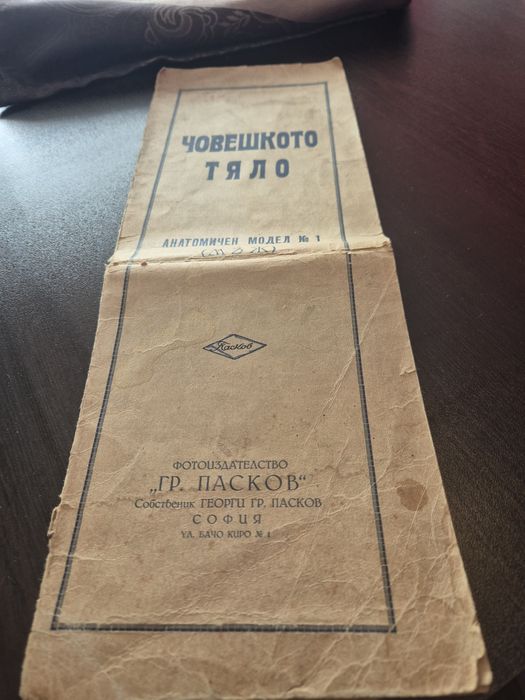 ЧОВЕШКОТО
ТЯЛО
АНАТОМИЧЕН МОДЕЛ № 1
(МЪЖ)
Пасков
ФОТОИЗДАТЕЛСТВО
„ГР. ПАСКОВ“
Собственик ГЕОРГИ ГР. ПАСКОВ
СОФИЯ
УЛ. БАЧО КИРО № 1